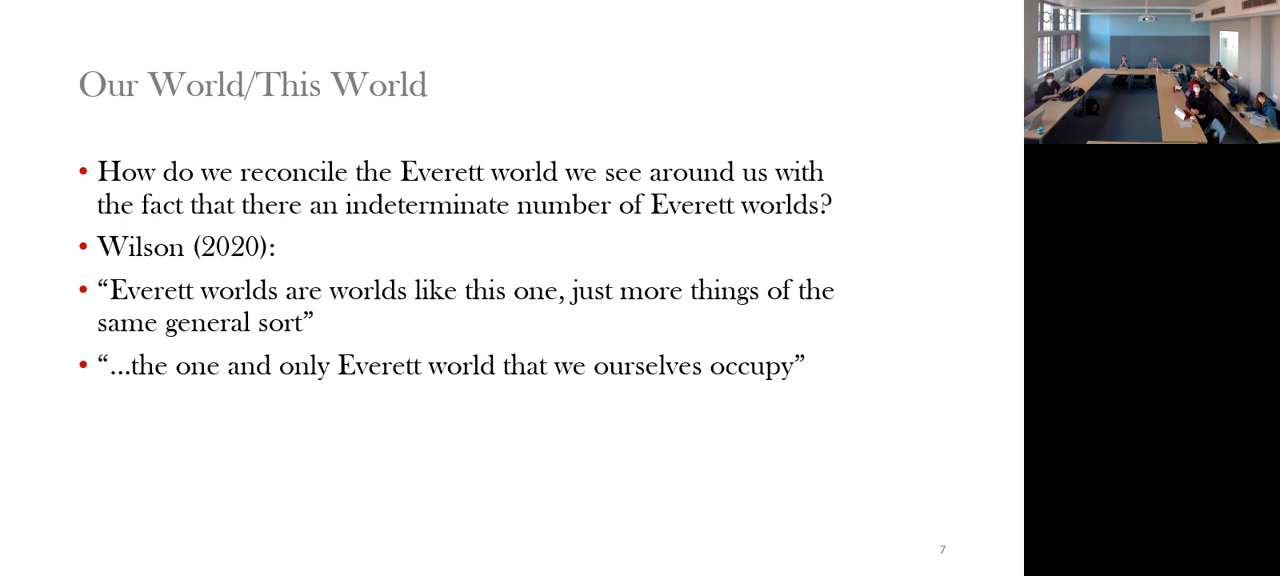 Our World/This World
• How do we reconcile the Everett world we see around us with
the fact that there an indeterminate number of Everett worlds?
• Wilson (2020):
• “Everett worlds are worlds like this one, just more things of the
same general sort”
• “…the one and only Everett world that we ourselves occupy”
7